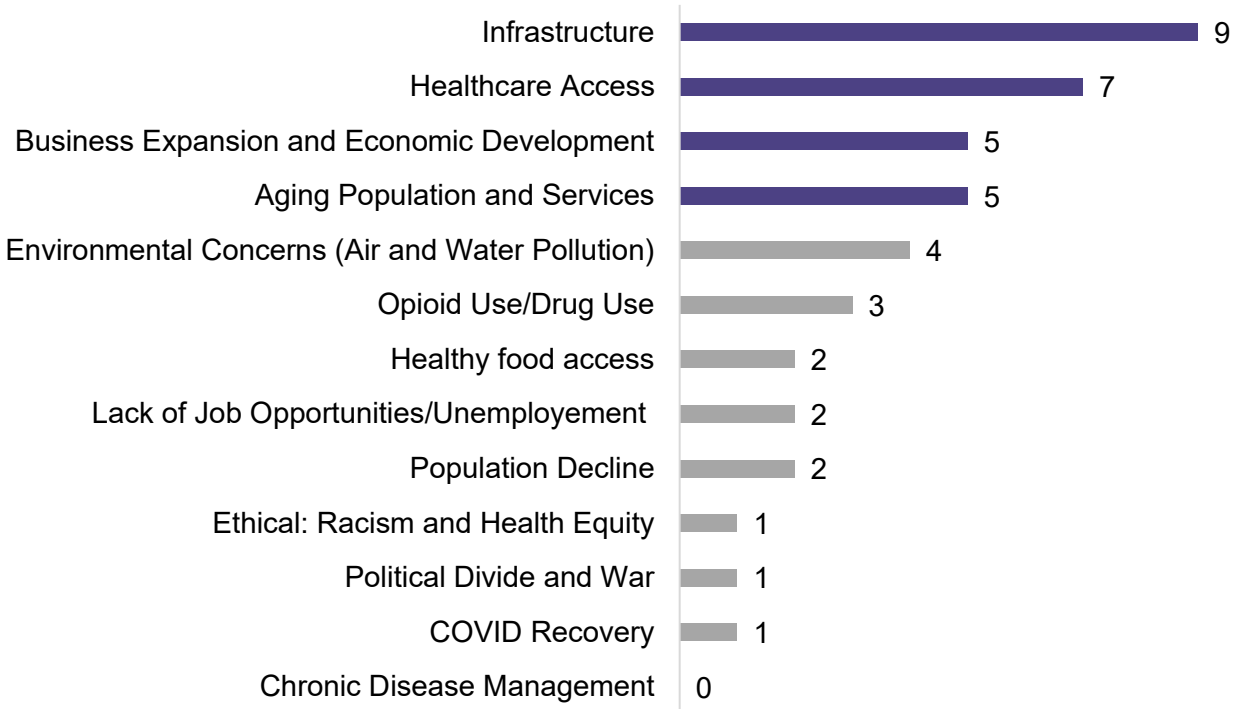 Infrastructure 9
Healthcare Access 7
Business Expansion and Economic Development 5
Aging Population and Services 5
Environmental Concerns (Air and Water Pollution) 4
Opioid Use/Drug Use 3
Healthy food access 2
Lack of Job Opportunities/Unemployement 2
Population Decline 2
Ethical: Racism and Health Equity 1
Political Divide and War 1
COVID Recovery 1
Chronic Disease Management 0